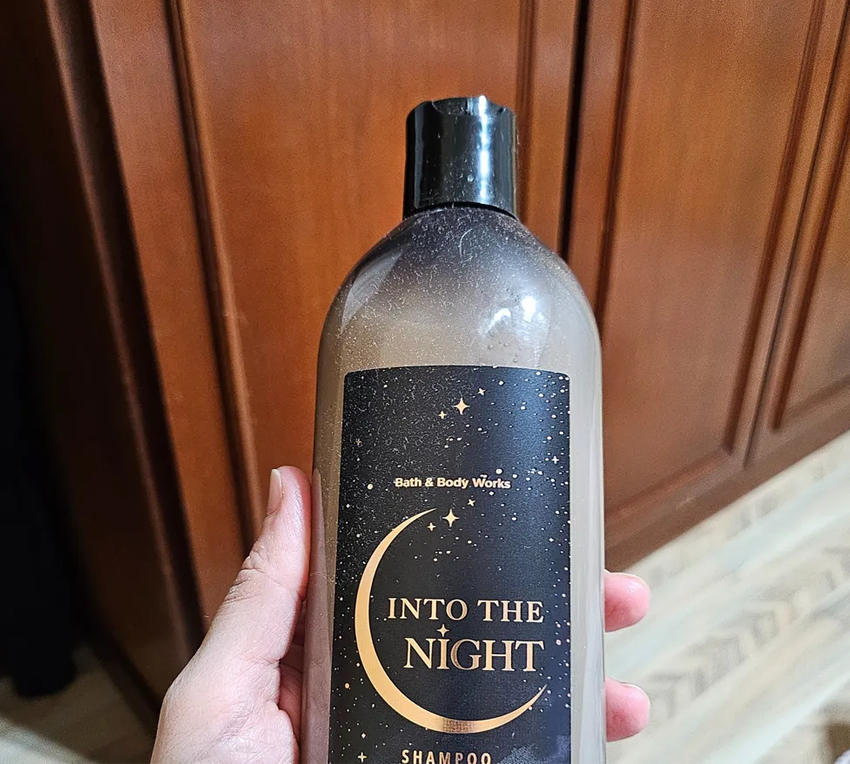 Bath & Body Works
INTO THE
NIGHT
SHAMPOO